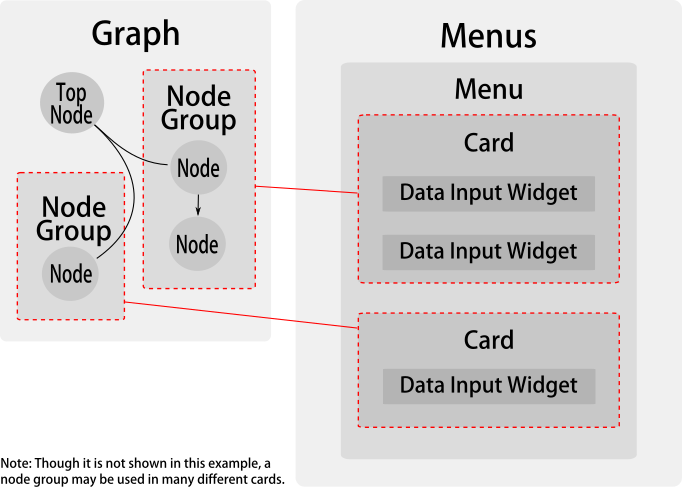 Graph
Top
Node
Node
Group
Node
Node
Node
Group
Node
Menus
Menu
Card
Data Input Widget
Data Input Widget
Card
Data Input Widget
Note: Though it is not shown in this example, a
node group may be used in many different cards.